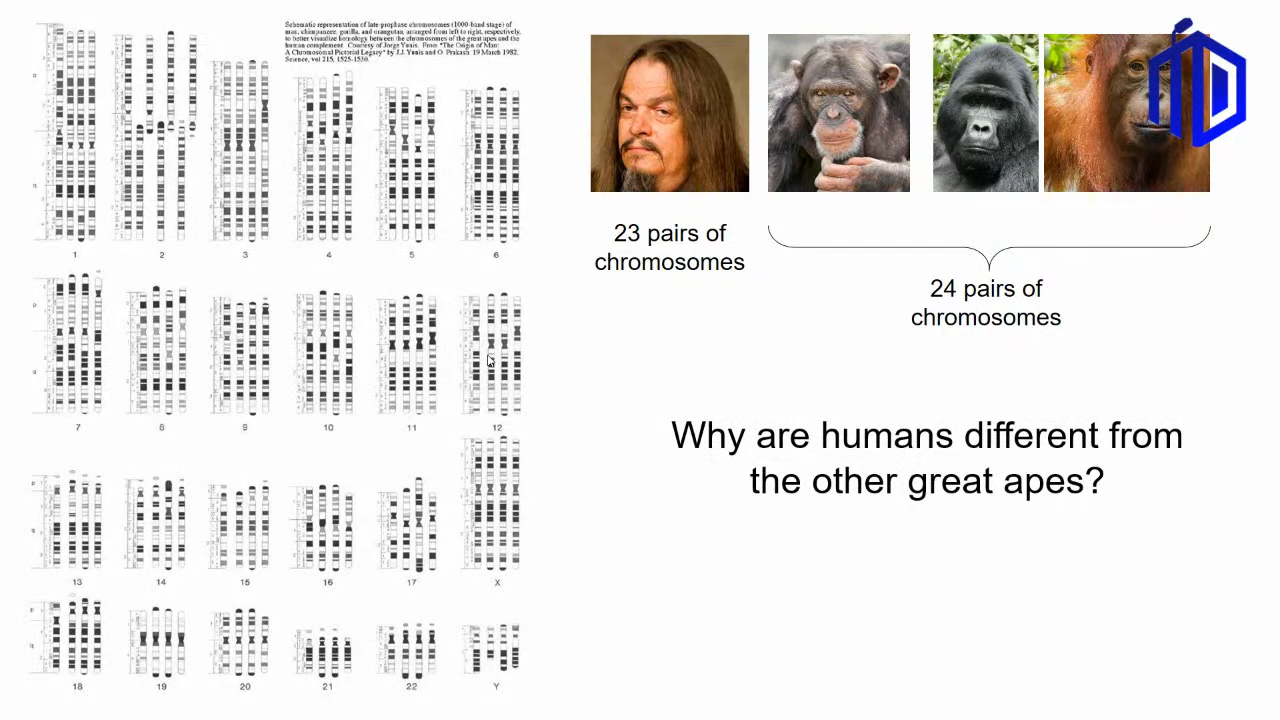 Schematic representation of late-prophase chromosomes (1000-band stage) of
man, chimpanzee, gorilla, and orangutan, arranged from left to right, respectively,
to better visualize homology between the chromosomes of the great apes and the
human complement. Courtesy of Jorge Yunis. From "The Origin of Man:
A Chromosomal Pictorial Legacy" by J.J. Yunis and O. Prakash. 19 March 1982.
Science, vol 215, 1525-1530.
1 2 3 4 5 6
7 8 9 10 11 12
13 14 15 16 17 X
18 19 20 21 22 Y
23 pairs of
chromosomes
24 pairs of
chromosomes
Why are humans different from
the other great apes?